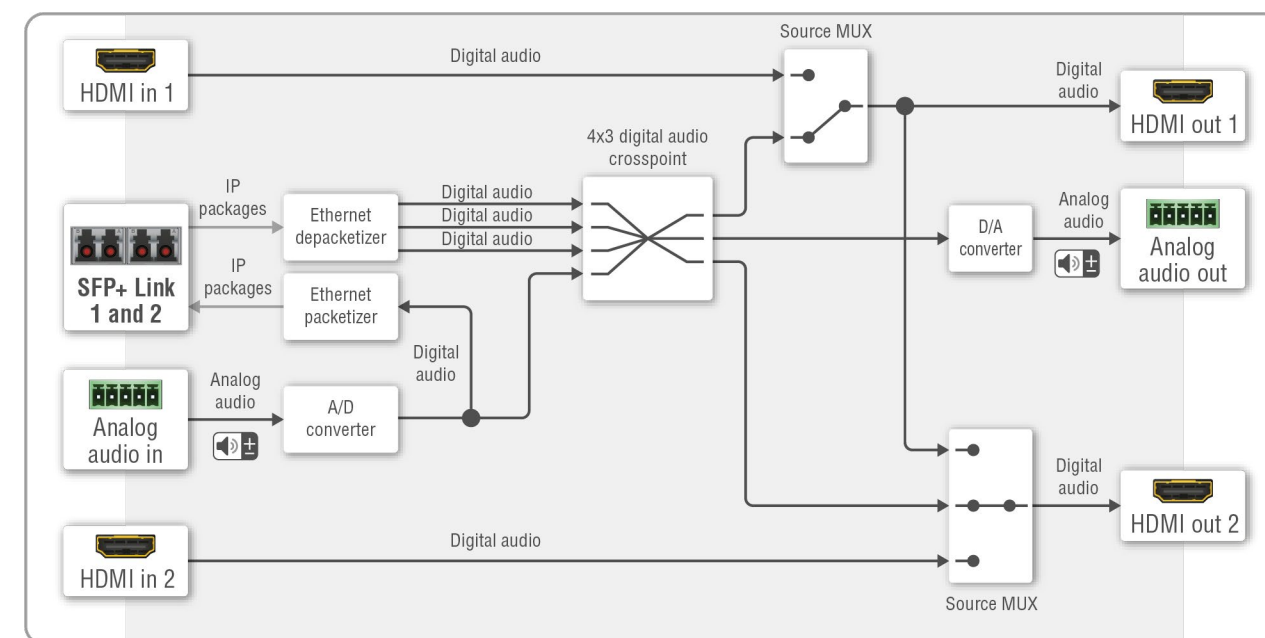 Source MUX
Digital audio
HDMI in 1
Digital
audio
HDMI out 1
4x3 digital audio
crosspoint
IP
packages
Ethernet
depacketizer
Digital audio
Digital audio
Digital audio
SFP+ Link
1 and 2
IP
packages
Ethernet
packetizer
Digital
audio
D/A
converter
Analog
audio
Analog
audio out
Analog
audio in
Analog
audio
A/D
converter
Digital
audio
HDMI out 2
HDMI in 2
Digital audio
Source MUX